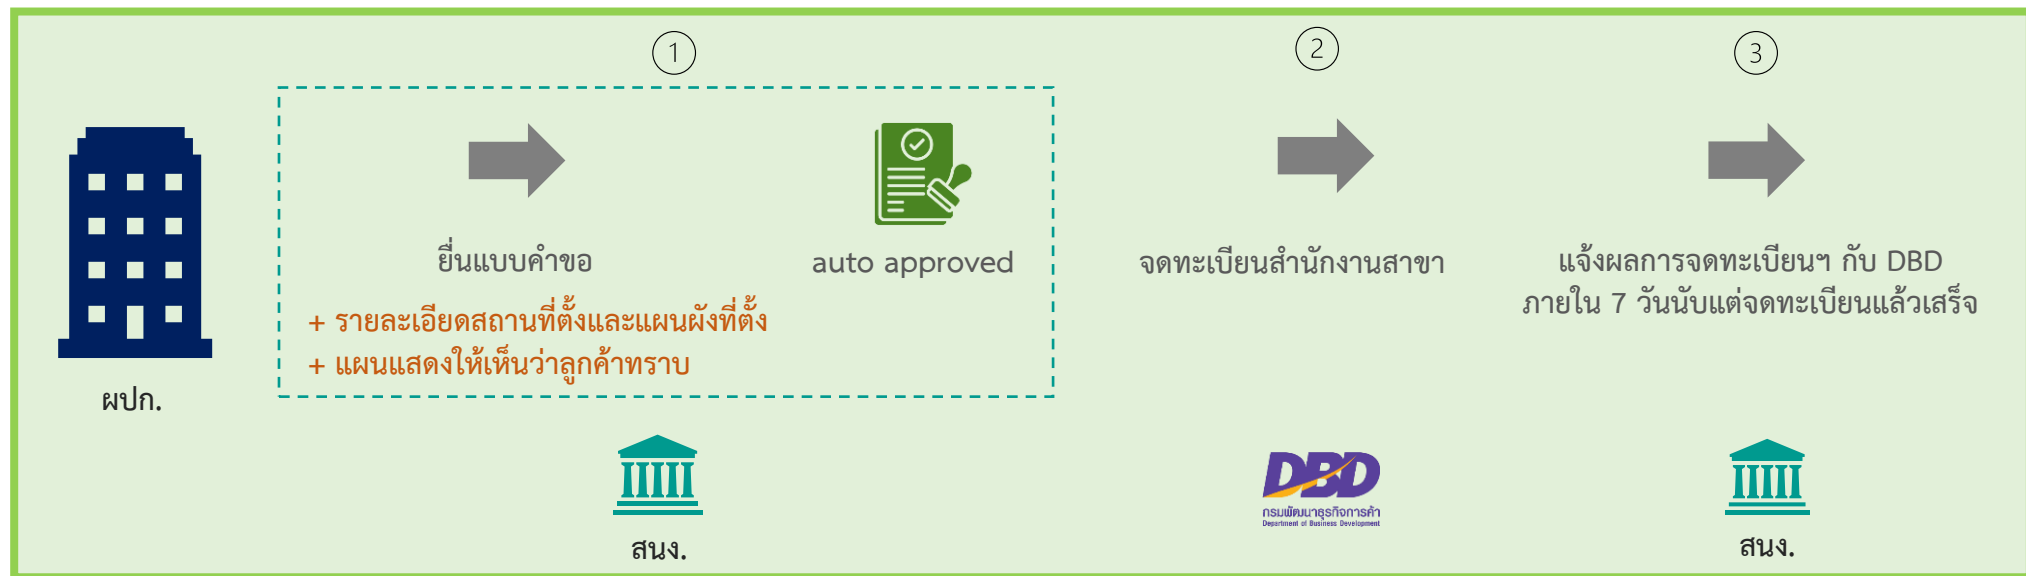 1
2
3
ยื่นแบบคำขอ
auto approved
จดทะเบียนสำนักงานสาขา
แจ้งผลการจดทะเบียนฯ กับ DBD
ภายใน 7 วันนับแต่จดทะเบียนแล้วเสร็จ
+ รายละเอียดสถานที่ตั้งและแผนผังที่ตั้ง
+ แผนแสดงให้เห็นว่าลูกค้าทราบ
ผปก.
สนง.
DBD
กรมพัฒนาธุรกิจการค้า
Department of Business Development
สนง.